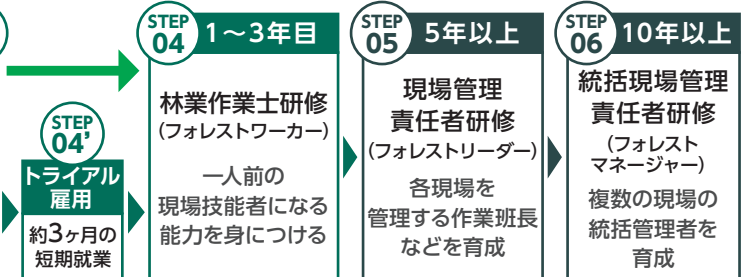 STEP
04’
トライアル
雇用
約3ヶ月の
短期就業
STEP
04
1〜3年目
林業作業士研修
（フォレストワーカー）
一人前の
現場技能者になる
能力を身につける
STEP
05
5年以上
現場管理
責任者研修
（フォレストリーダー）
各現場を
管理する作業班長
などを育成
STEP
06
10年以上
統括現場管理
責任者研修
（フォレスト
マネージャー）
複数の現場の
統括管理者を
育成